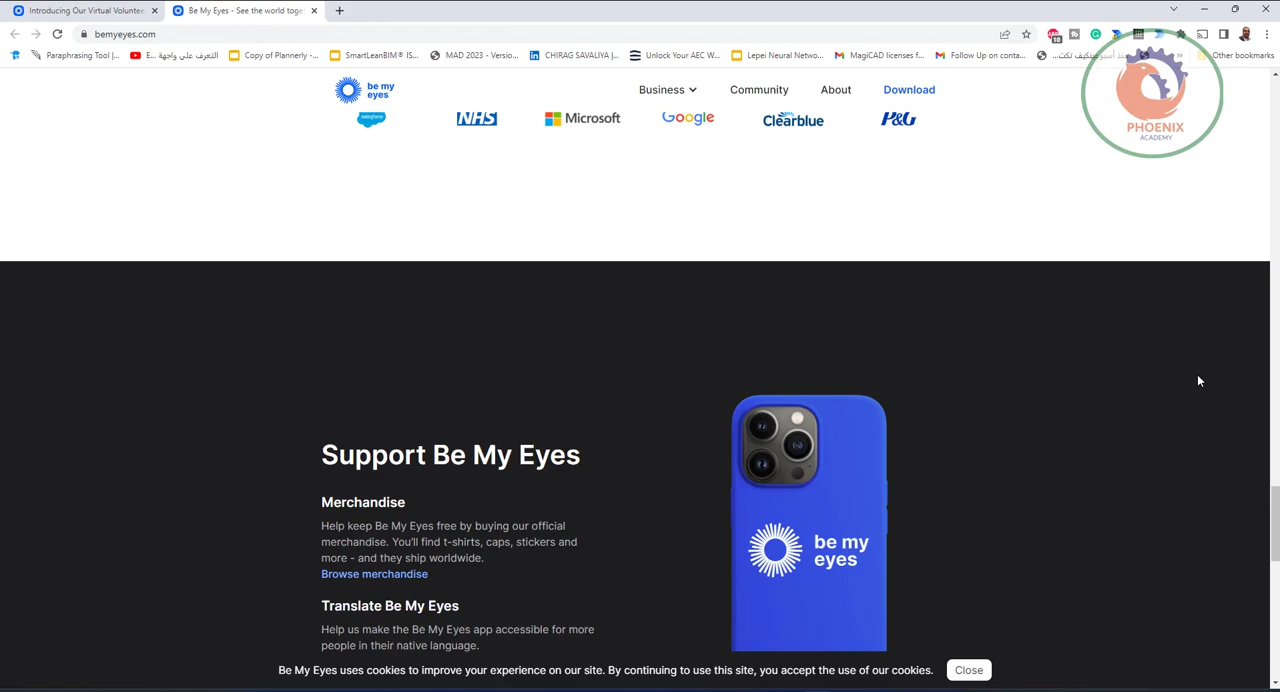 Introducing Our Virtual Voluntee
Be My Eyes - See the world toge
bemyeyes.com
Paraphrasing Tool |...
التعرف علي واجهة ...E
Copy of Plannerly -...
SmartLeanBIM® IS...
MAD 2023 - Versio...
CHIRAG SAVALIYA |...
Unlock Your AEC W...
Lepei Neural Networ...
MagiCAD licenses f...
Follow Up on conta...
Other bookmarks
10
be my
eyes
Business
Community
About
Download
salesforce
NHS
Microsoft
Google
Clearblue
P&G
PHOENIX
ACADEMY
Support Be My Eyes
Merchandise
Help keep Be My Eyes free by buying our official
merchandise. You'll find t-shirts, caps, stickers and
more - and they ship worldwide.
Browse merchandise
Translate Be My Eyes
Help us make the Be My Eyes app accessible for more
people in their native language.
be my
eyes
Be My Eyes uses cookies to improve your experience on our site. By continuing to use this site, you accept the use of our cookies.
Close